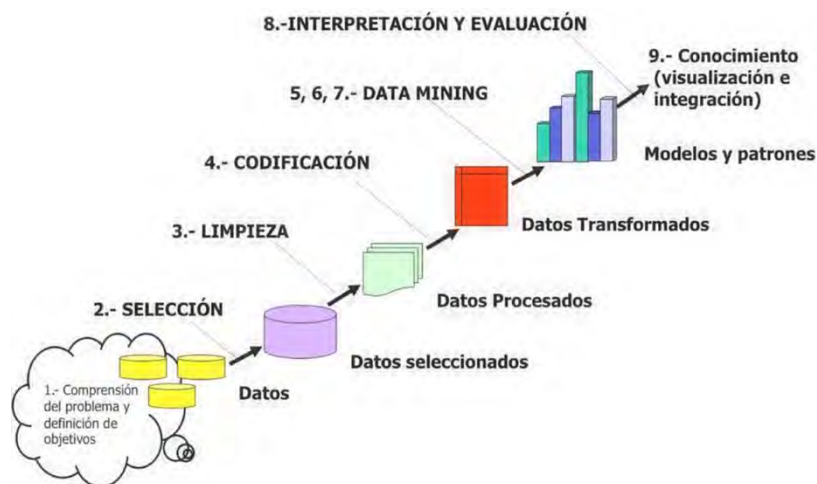 8.-INTERPRETACIÓN Y EVALUACIÓN
9.- Conocimiento
(visualización e
integración)
5, 6, 7.- DATA MINING
Modelos y patrones
4.- CODIFICACIÓN
Datos Transformados
3.- LIMPIEZA
Datos Procesados
2.- SELECCIÓN
Datos seleccionados
Datos
1.- Comprensión
del problema y
definición de
objetivos